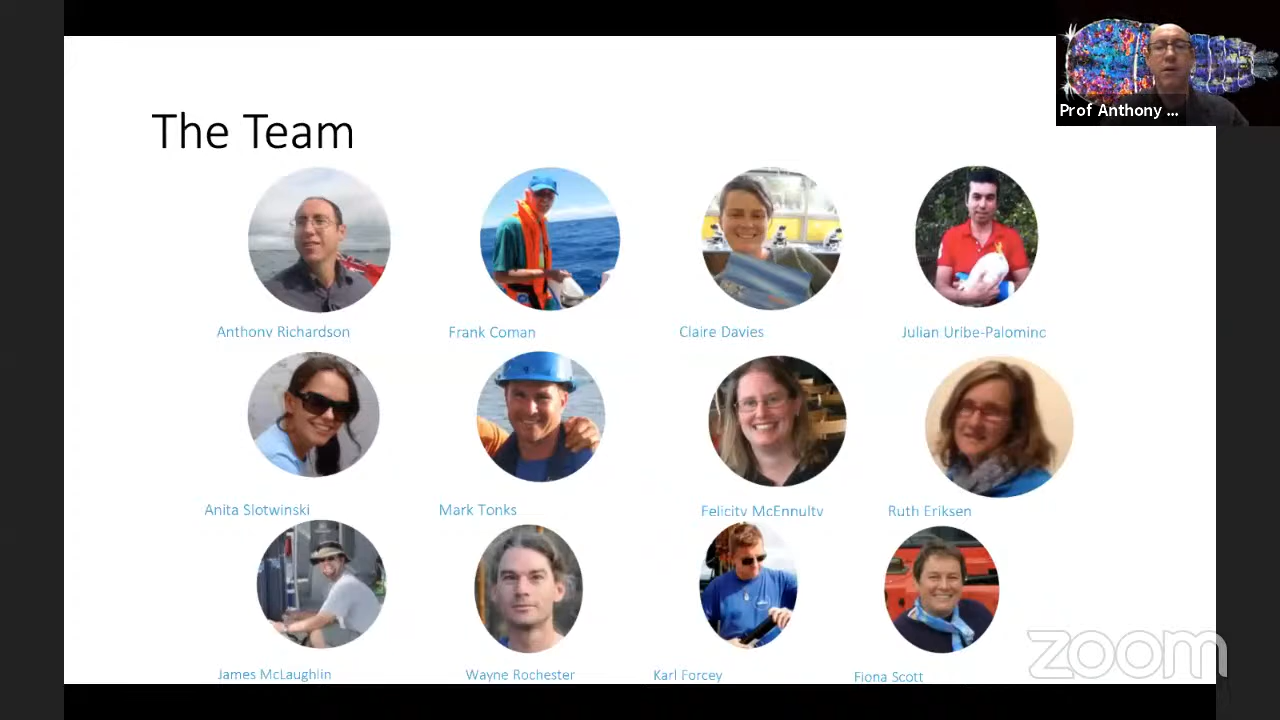 Prof Anthony ...
The Team
Anthony Richardson
Frank Coman
Claire Davies
Julian Uribe-Palomino
Anita Slotwinski
Mark Tonks
Felicity McEnnulty
Ruth Eriksen
James McLaughlin
Wayne Rochester
Karl Forcey
Fiona Scott
zoom